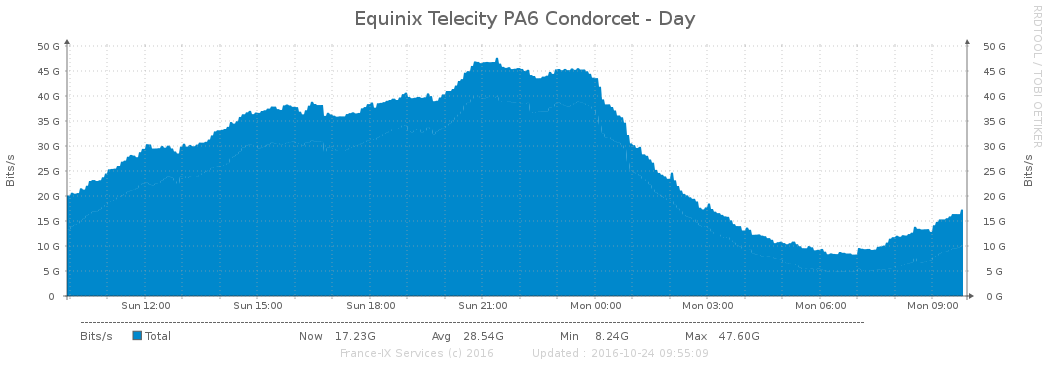 Equinix Telecity PA6 Condorcet - Day
RRDTOOL / TOBI OETIKER
Bits/s
50 G
45 G
40 G
35 G
30 G
25 G
20 G
15 G
10 G
5 G
0
50 G
45 G
40 G
35 G
30 G
25 G
20 G
15 G
10 G
5 G
0 G
Bits/s
Sun 12:00 Sun 15:00 Sun 18:00 Sun 21:00 Mon 00:00 Mon 03:00 Mon 06:00 Mon 09:00
Bits/s Total Now 17.23G Avg 28.54G Min 8.24G Max 47.60G
France-IX Services (c) 2016 Updated : 2016-10-24 09:55:09